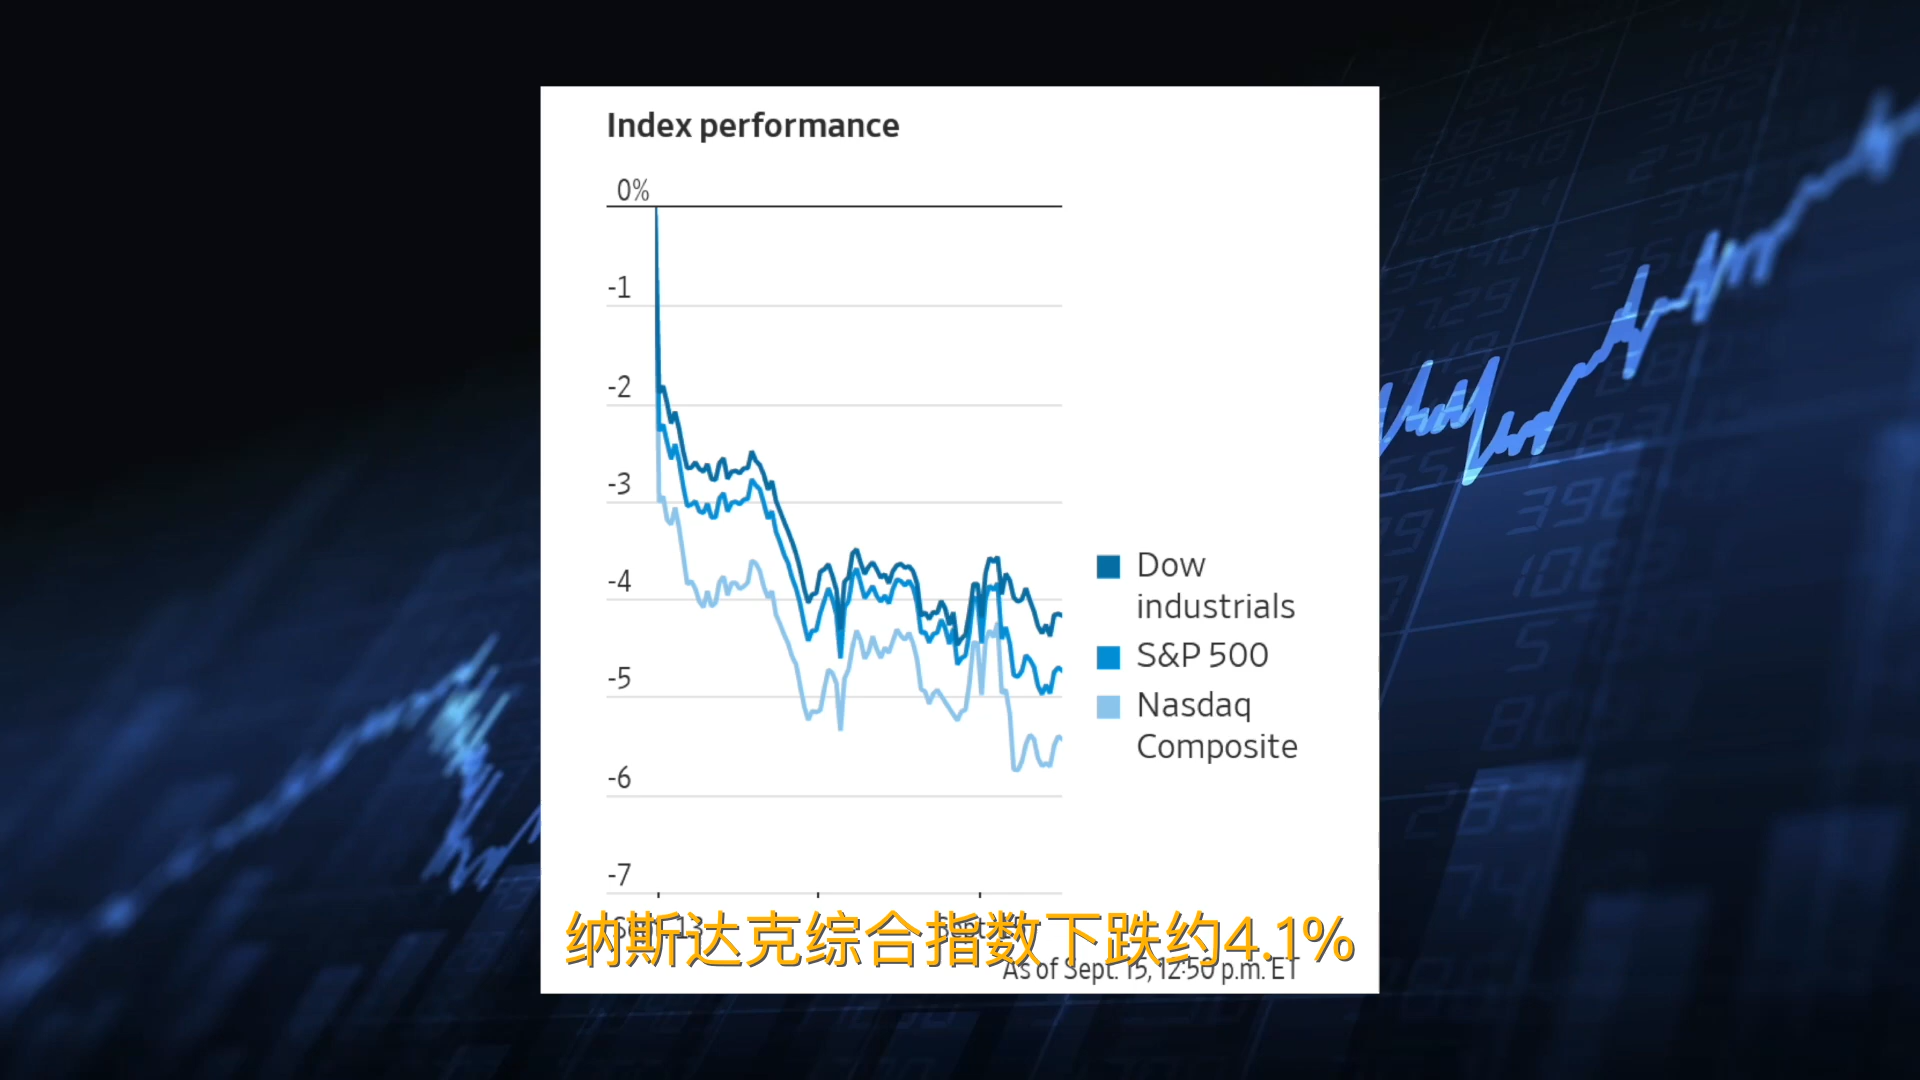 Index performance
0%
-1
-2
-3
-4
-5
-6
-7
Dow
industrials
S&P 500
Nasdaq
Composite
纳斯达克综合指数下跌约4.1%
As of Sept. 15, 12:50 p.m. ET